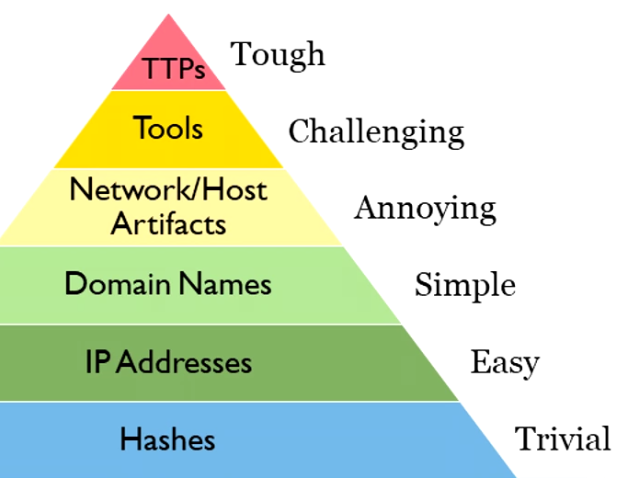 TTPs Tough
Tools Challenging
Network/Host
Artifacts
Annoying
Domain Names Simple
IP Addresses Easy
Hashes Trivial